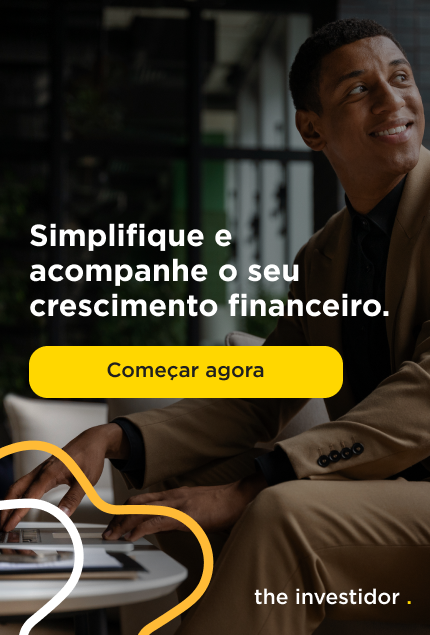 Simplifique e
acompanhe o seu
crescimento financeiro.
Começar agora
the investidor .